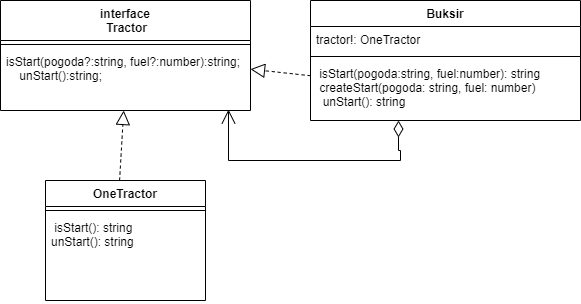 interface
Tractor
isStart(pogoda?:string, fuel?:number):string;
unStart():string;
Buksir
tractor!: OneTractor
isStart(pogoda:string, fuel:number): string
createStart(pogoda: string, fuel: number)
unStart(): string
OneTractor
isStart(): string
unStart(): string